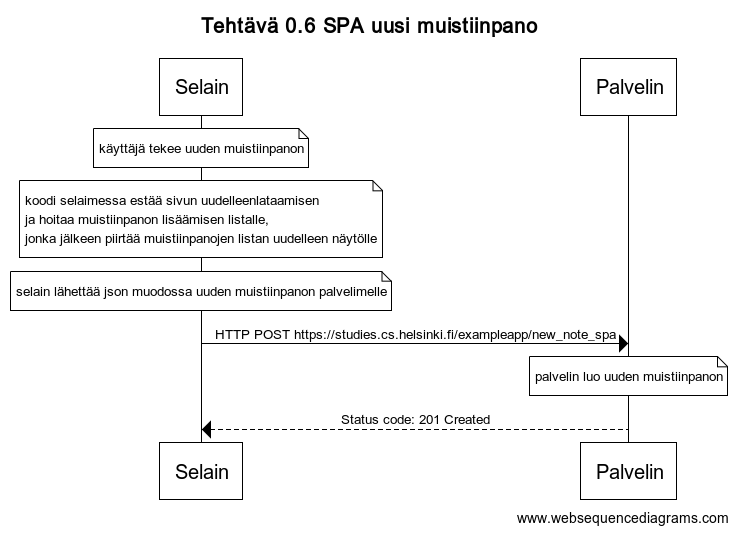 Tehtävä 0.6 SPA uusi muistiinpano
Selain
Palvelin
käyttäjä tekee uuden muistiinpanon
koodi selaimessa estää sivun uudelleenlataamisen
ja hoitaa muistiinpanon lisäämisen listalle,
jonka jälkeen piirtää muistiinpanojen listan uudelleen näytölle
selain lähettää json muodossa uuden muistiinpanon palvelimelle
HTTP POST https://studies.cs.helsinki.fi/exampleapp/new_note_spa
palvelin luo uuden muistiinpanon
Status code: 201 Created
Selain
Palvelin
www.websequencediagrams.com